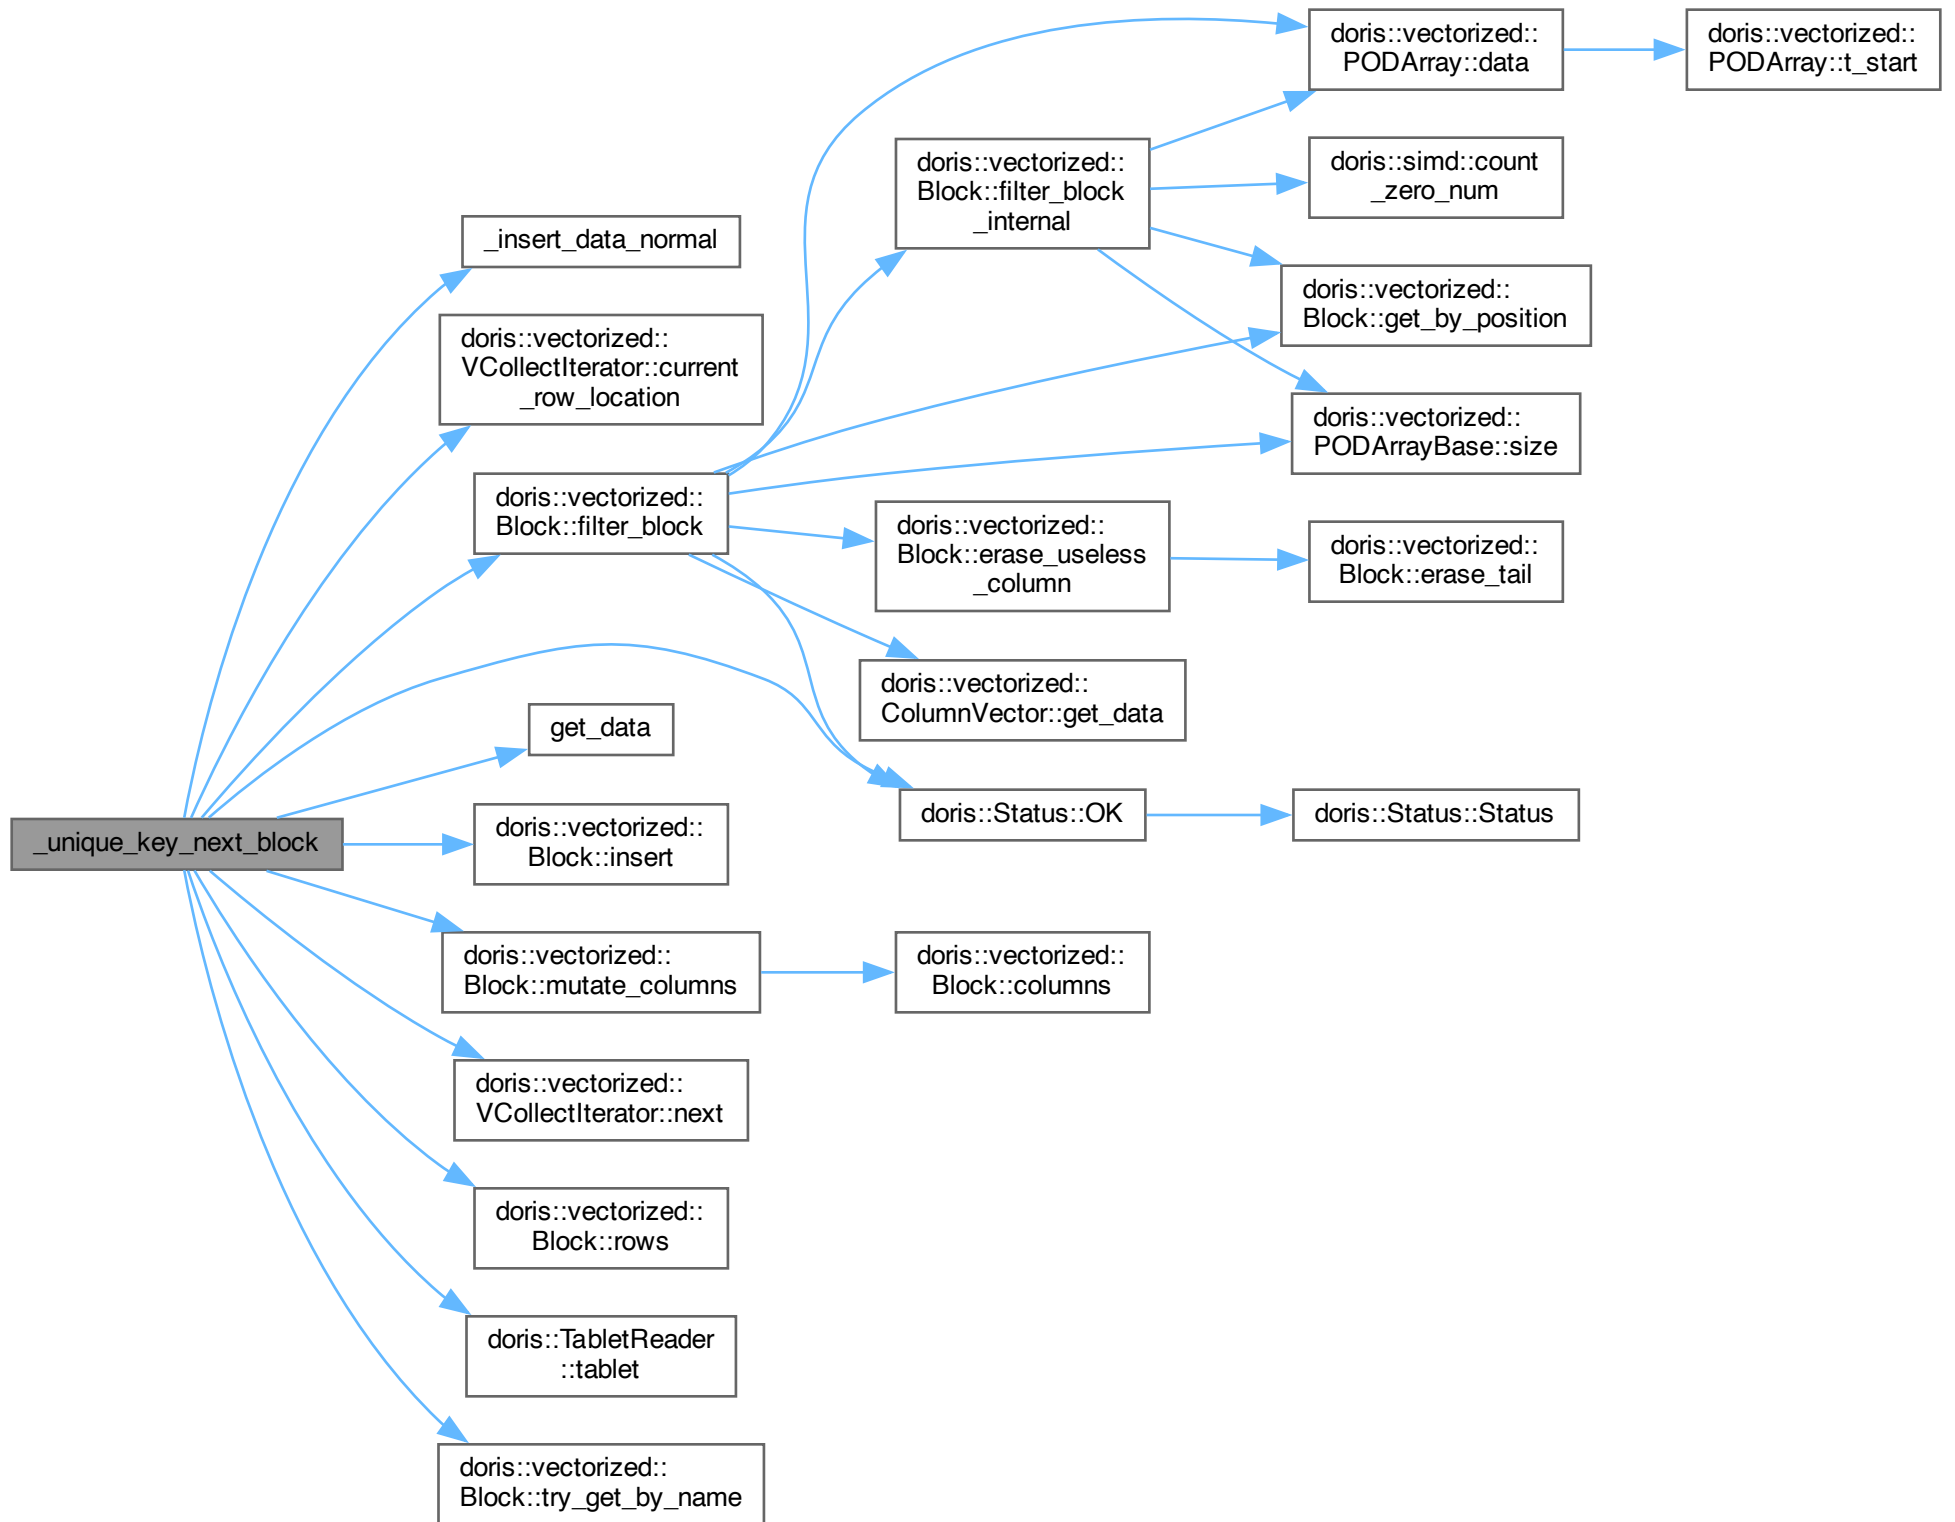 doris::vectorized::
PODArray::data
doris::vectorized::
PODArray::t_start
doris::vectorized::
Block::filter_block
_internal
doris::simd::count
_zero_num
_insert_data_normal
doris::vectorized::
Block::get_by_position
doris::vectorized::
VCollectIterator::current
_row_location
doris::vectorized::
PODArrayBase::size
doris::vectorized::
Block::filter_block
doris::vectorized::
Block::erase_useless
_column
doris::vectorized::
Block::erase_tail
doris::vectorized::
ColumnVector::get_data
get_data
doris::Status::OK
doris::Status::Status
_unique_key_next_block
doris::vectorized::
Block::insert
doris::vectorized::
Block::mutate_columns
doris::vectorized::
Block::columns
doris::vectorized::
VCollectIterator::next
doris::vectorized::
Block::rows
doris::TabletReader
::tablet
doris::vectorized::
Block::try_get_by_name